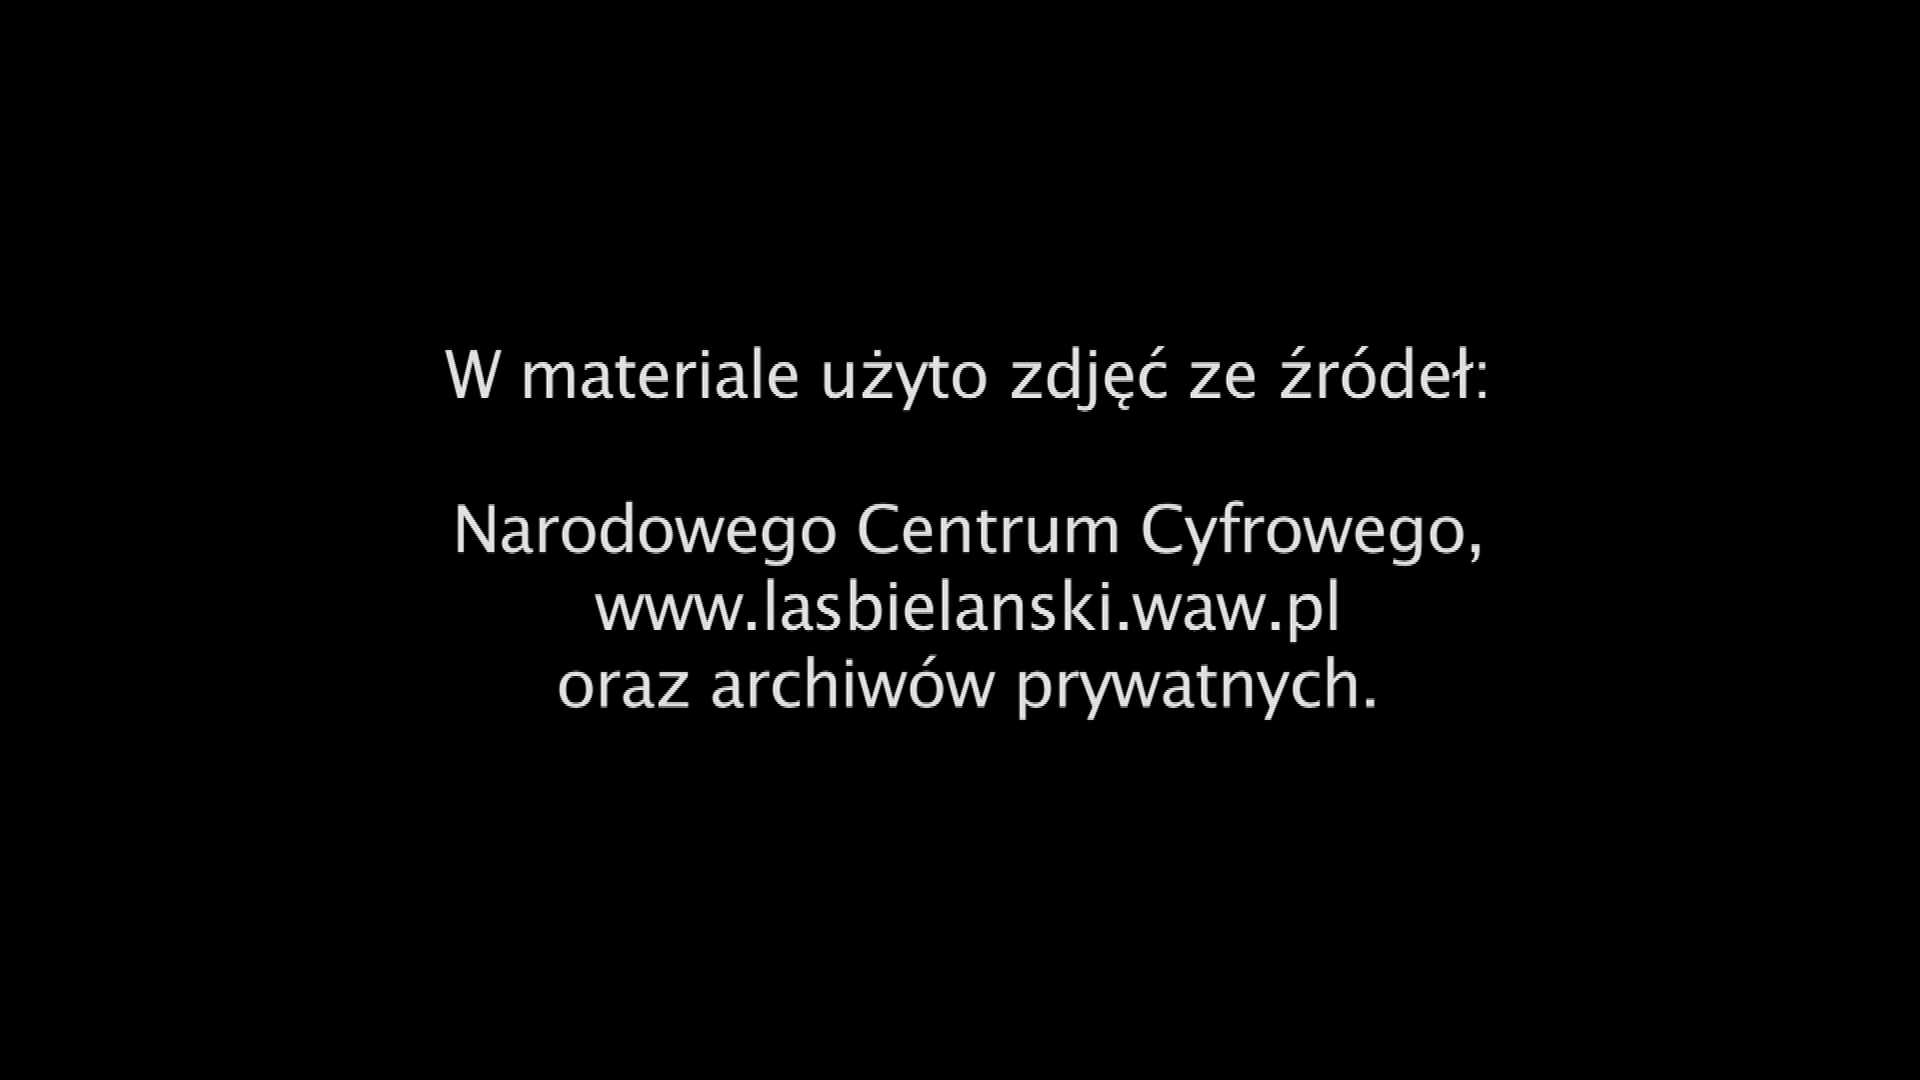 W materiale użyto zdjęć ze źródeł:
Narodowego Centrum Cyfrowego,
www.lasbielanski.waw.pl
oraz archiwów prywatnych.